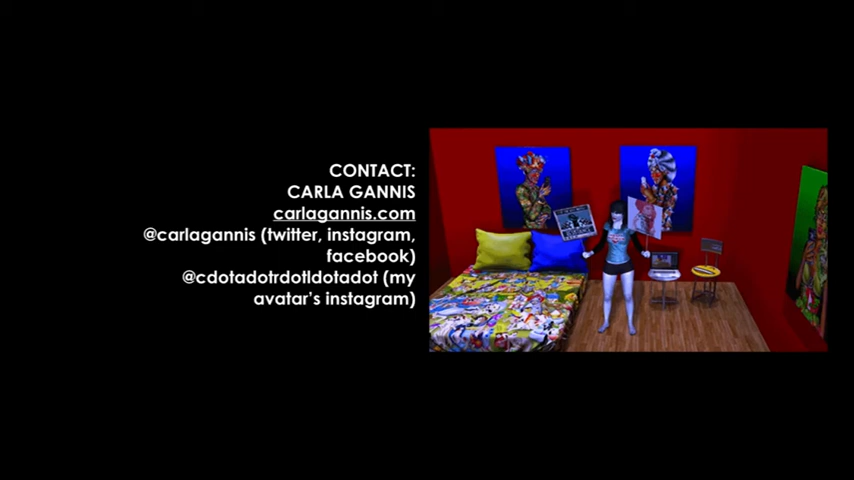 CONTACT:
CARLA GANNIS
carlagannis.com
@carlagannis (twitter, instagram,
facebook)
@cdotadotrdotldotadot (my
avatar's instagram)